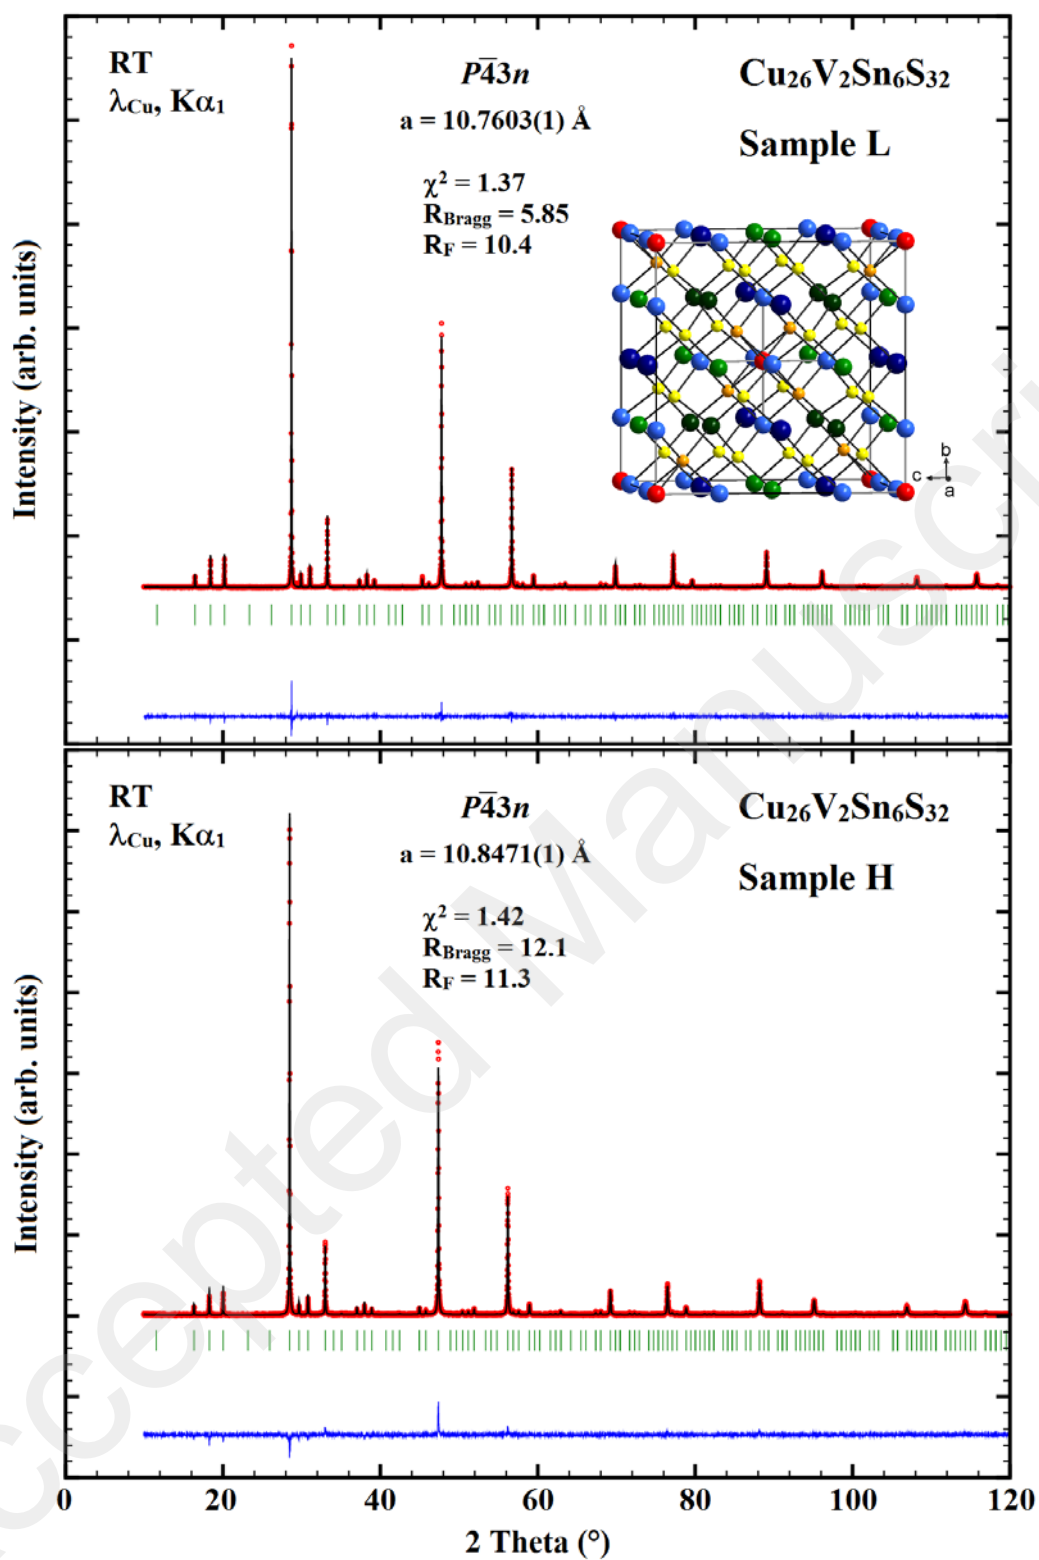 RT
λCu, Kα1
P4̅3n
a = 10.7603(1) Å
χ² = 1.37
RBragg = 5.85
RF = 10.4
Cu26V2Sn6S32
Sample L
b
c
a
Intensity (arb. units)
RT
λCu, Kα1
P4̅3n
a = 10.8471(1) Å
χ² = 1.42
RBragg = 12.1
RF = 11.3
Cu26V2Sn6S32
Sample H
Intensity (arb. units)
0 20 40 60 80 100 120
2 Theta (°)
ccepted Manuscri